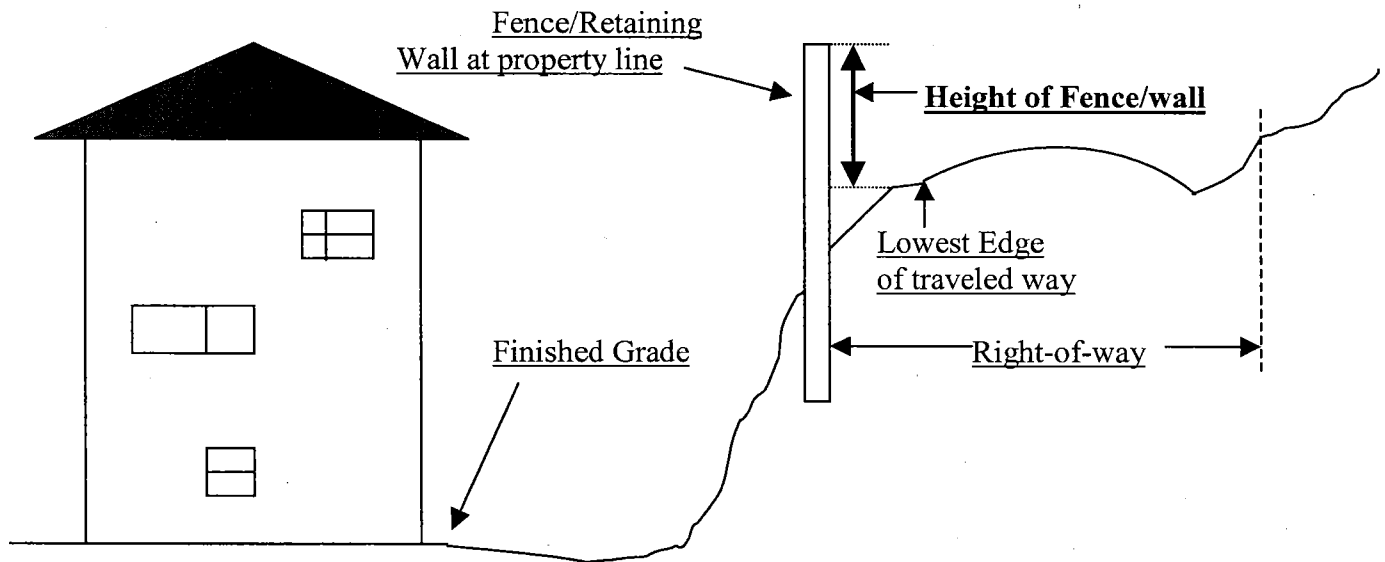 Fence/Retaining
Wall at property line
Height of Fence/wall
Lowest Edge
of traveled way
Finished Grade
Right-of-way